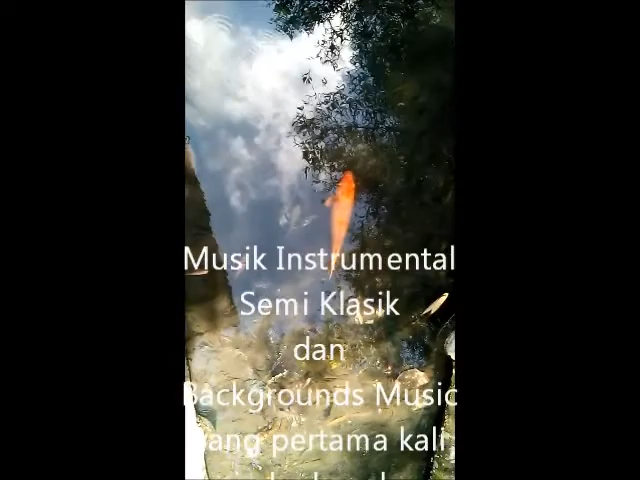 Musik Instrumental
Semi Klasik
dan
Backgrounds Music
yang pertama kali